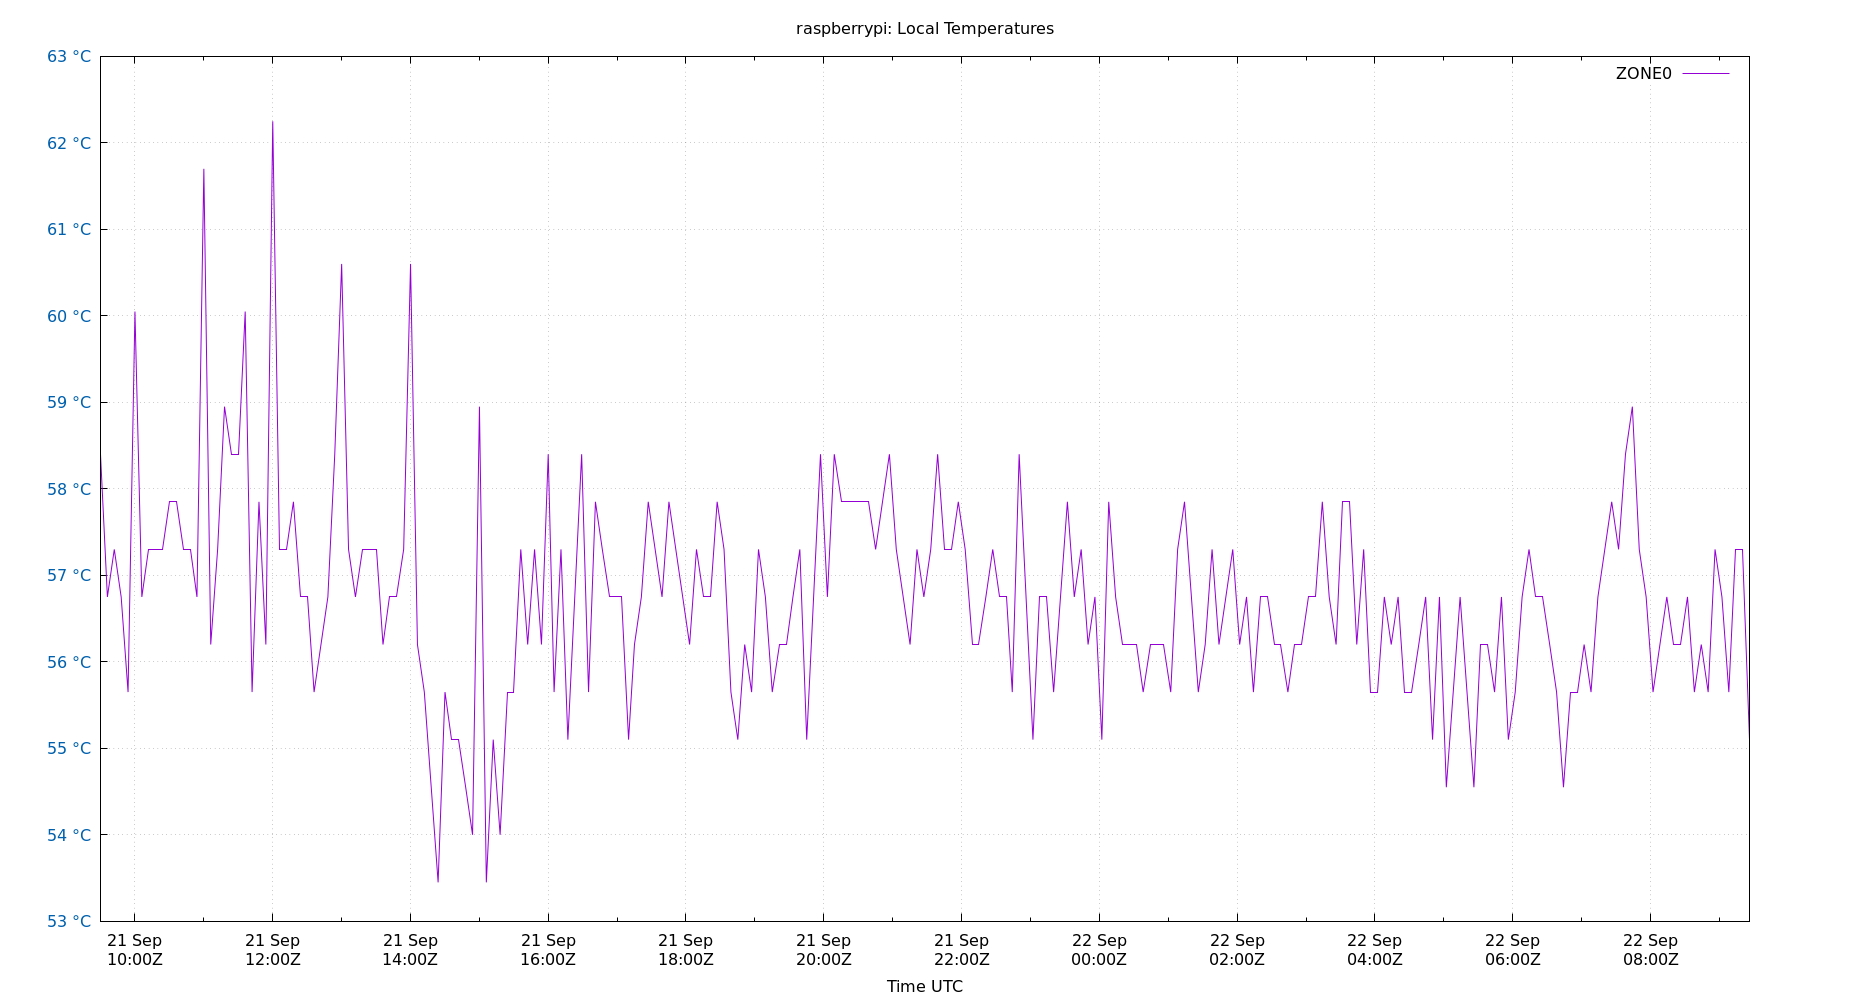 raspberrypi: Local Temperatures
63 °C
ZONE0
62 °C
61 °C
60 °C
59 °C
58 °C
57 °C
56 °C
55 °C
54 °C
53 °C
21 Sep 21 Sep 21 Sep 21 Sep 21 Sep 21 Sep 21 Sep 22 Sep 22 Sep 22 Sep 22 Sep 22 Sep
10:00Z 12:00Z 14:00Z 16:00Z 18:00Z 20:00Z 22:00Z 00:00Z 02:00Z 04:00Z 06:00Z 08:00Z
Time UTC